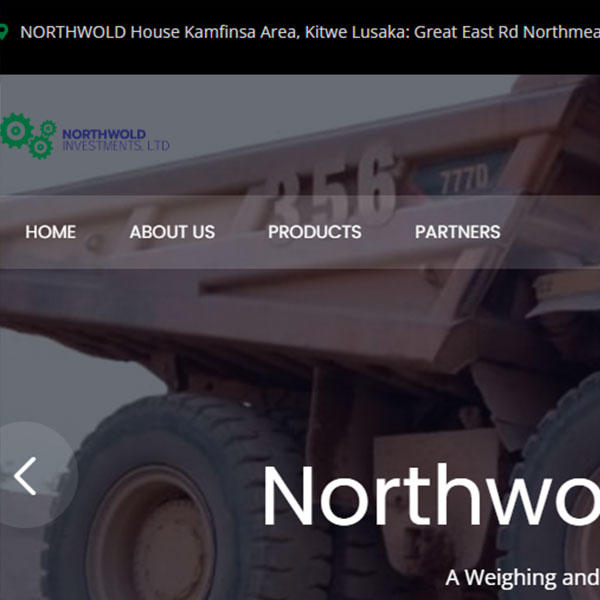 NORTHWOLD House Kamfinsa Area, Kitwe Lusaka: Great East Rd Northmea
NORTHWOLD
INVESTMENTS, LTD
356
777D
HOME ABOUT US PRODUCTS PARTNERS
Northwo
A Weighing and